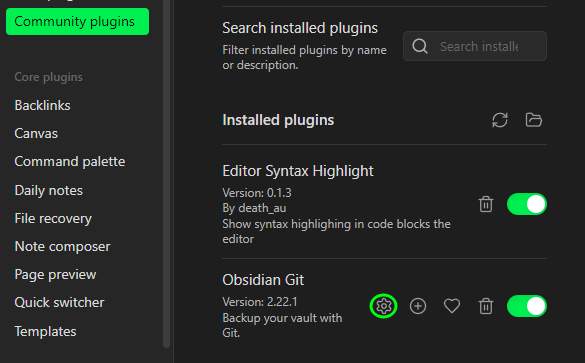 Community plugins
Core plugins
Backlinks
Canvas
Command palette
Daily notes
File recovery
Note composer
Page preview
Quick switcher
Templates
Search installed plugins
Filter installed plugins by name
or description.
Search installe
Installed plugins
Editor Syntax Highlight
Version: 0.1.3
By death_au
Show syntax highlighing in code blocks the
editor
Obsidian Git
Version: 2.22.1
Backup your vault with
Git.